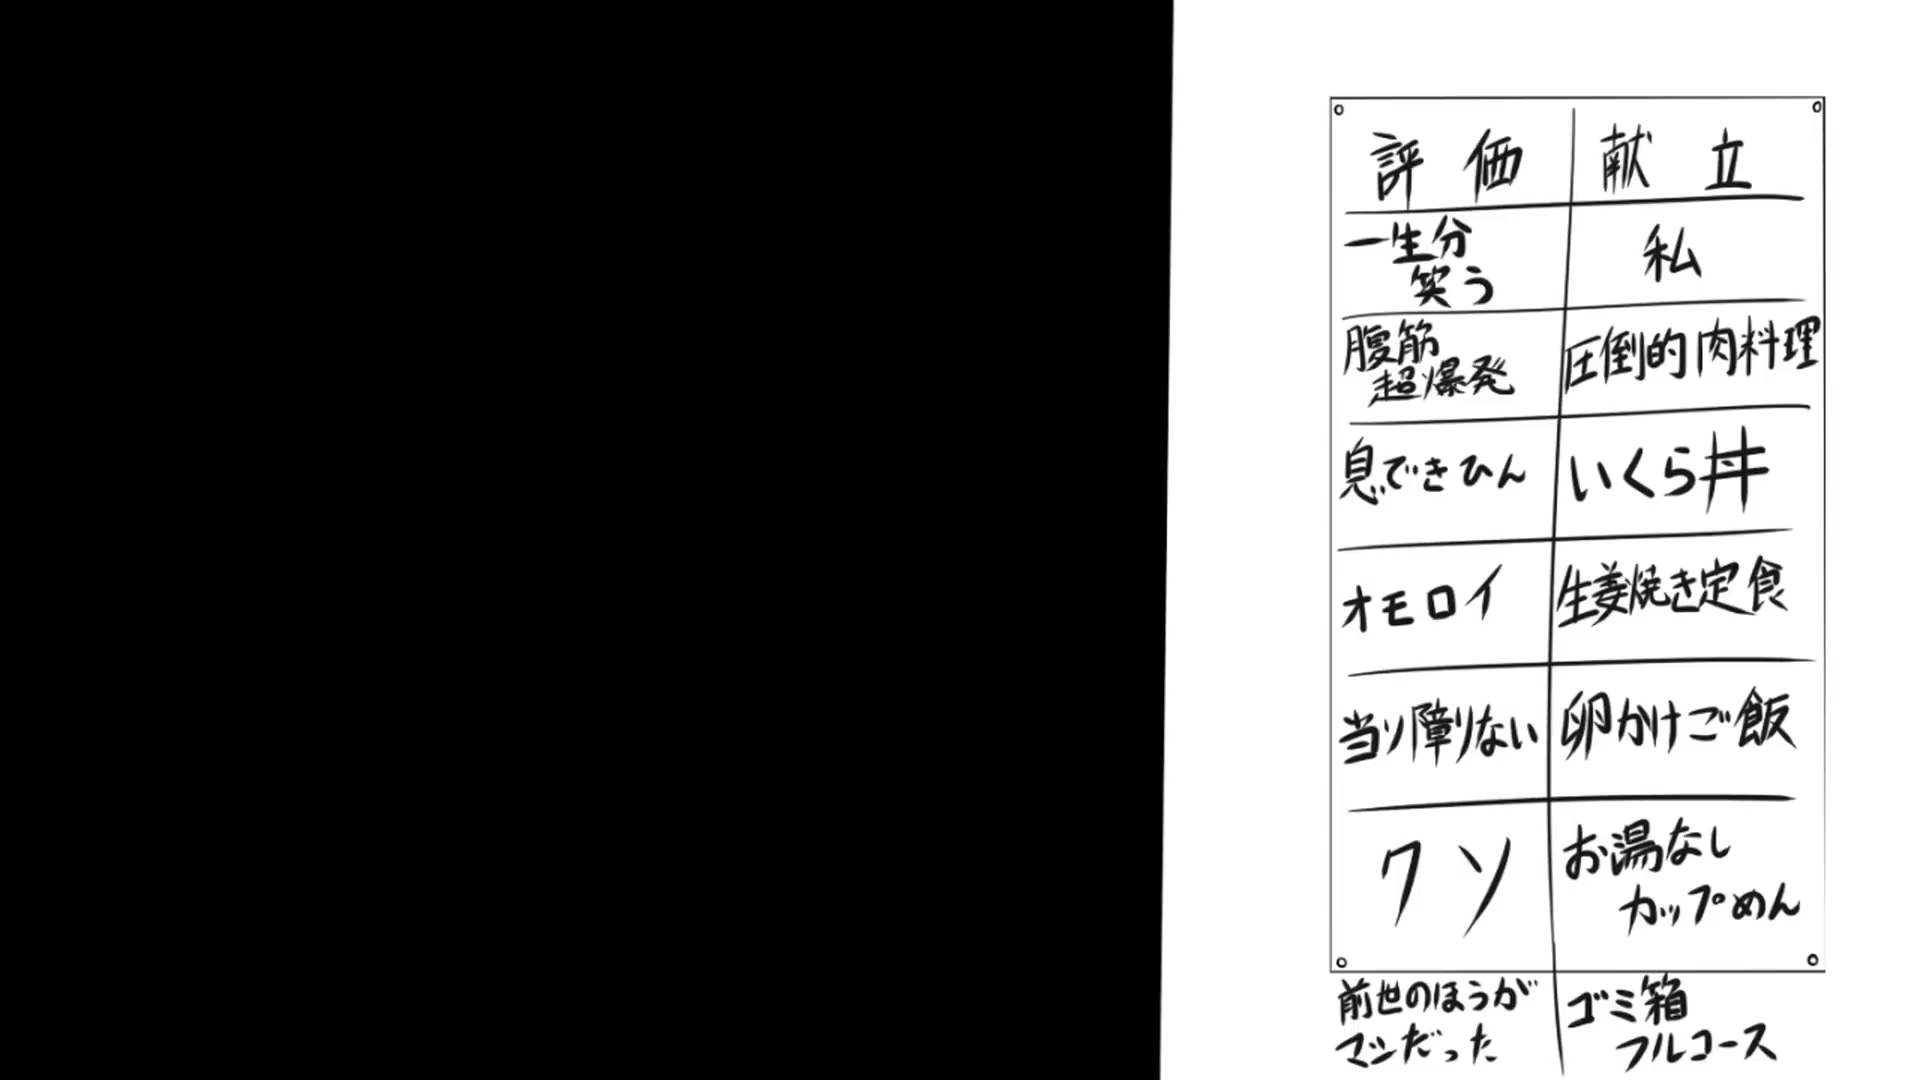 評価 献立
一生分
笑う
私
腹筋
超爆発
圧倒的肉料理
息できひん
いくら丼
オモロイ
生姜焼き定食
当り障りない
卵かけご飯
クソ
お湯なし
カップめん
前世のほうが
マシだった
ゴミ箱
フルコース